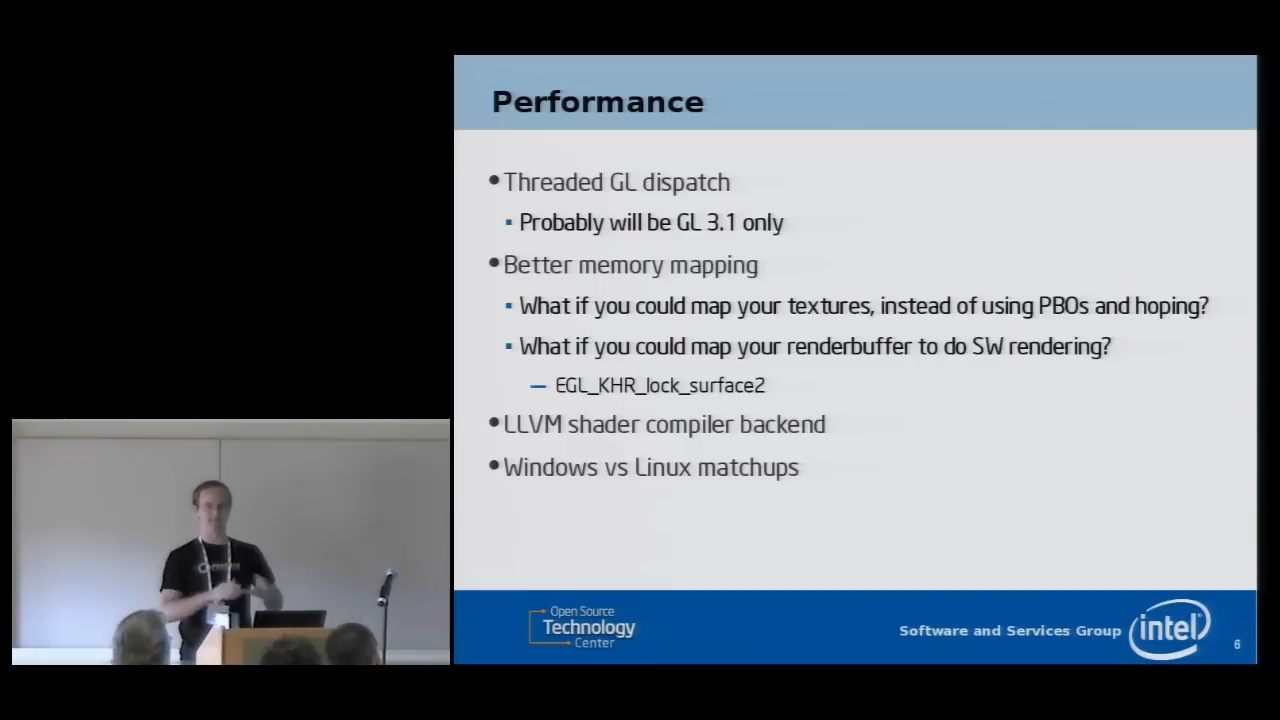 Performance
•Threaded GL dispatch
▪ Probably will be GL 3.1 only
•Better memory mapping
▪ What if you could map your textures, instead of using PBOs and hoping?
▪ What if you could map your renderbuffer to do SW rendering?
— EGL_KHR_lock_surface2
•LLVM shader compiler backend
•Windows vs Linux matchups
Open Source
Technology
Center
Software and Services Group
intel
6